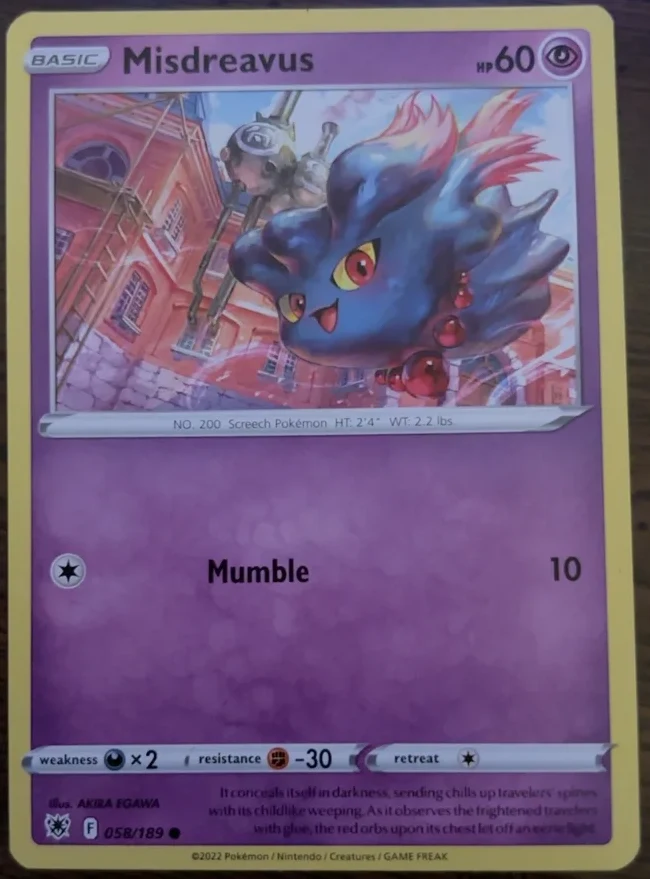 BASIC Misdreavus HP 60
NO. 200 Screech Pokémon HT: 2'4" WT: 2.2 lbs
Mumble 10
weakness ×2 resistance -30 retreat
It conceals itself in darkness, sending chills up travelers' spines
Illus. AKIRA EGAWA
with its childlike weeping. As it observes the frightened travelers
with glee, the red orbs upon its chest let off an eerie light.
F 058/189
©2022 Pokémon / Nintendo / Creatures / GAME FREAK